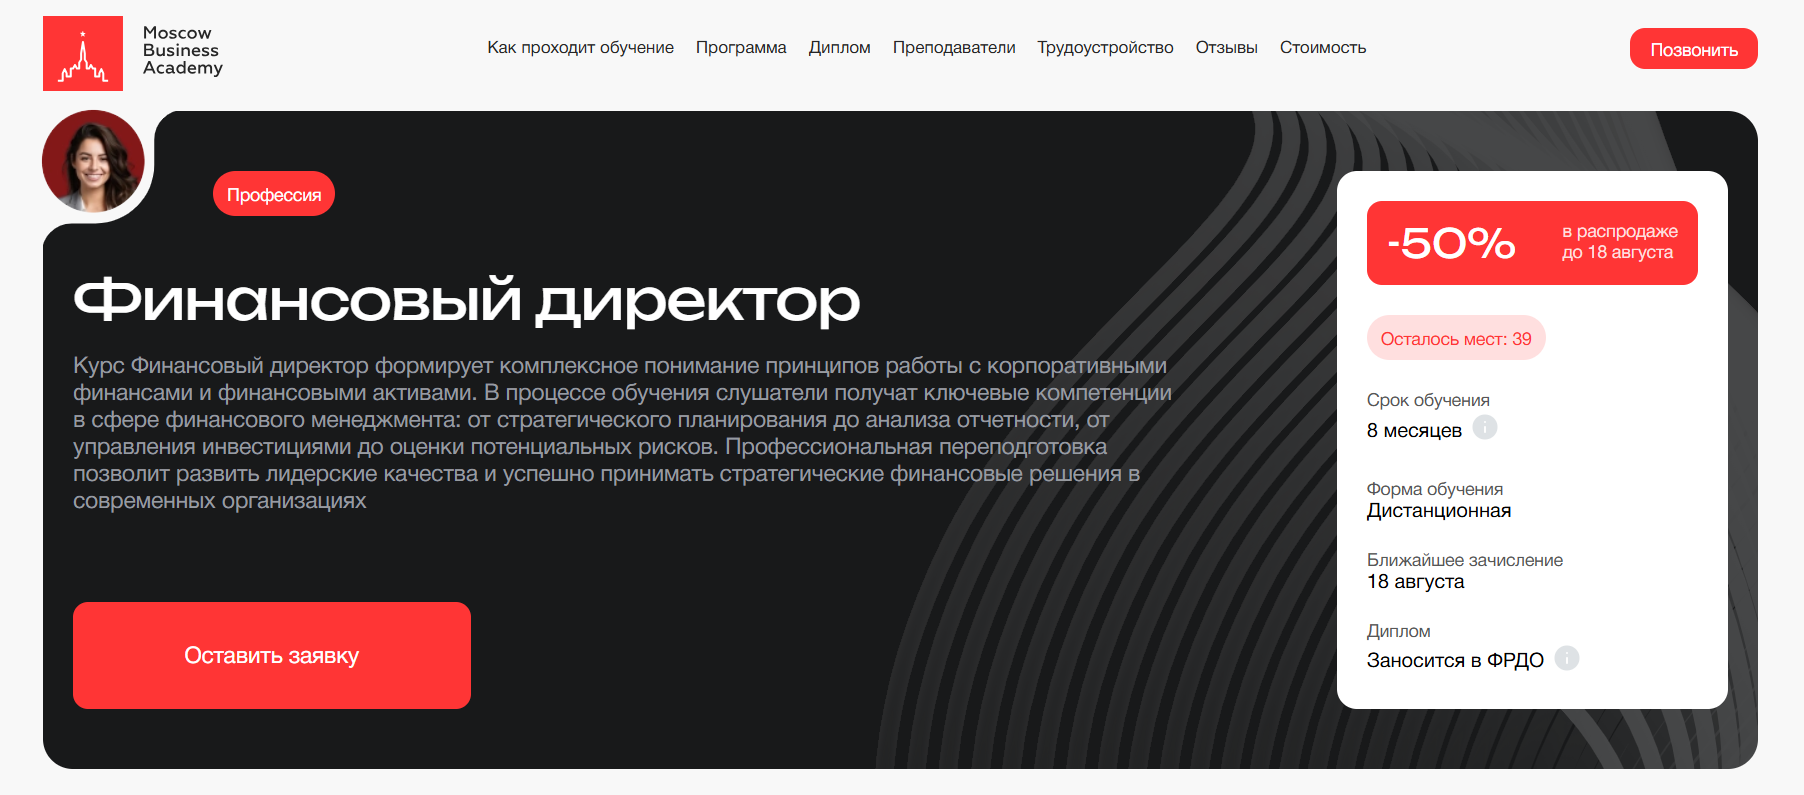 Moscow
Business
Academy
Как проходит обучение Программа Диплом Преподаватели Трудоустройство Отзывы Стоимость
Позвонить
Профессия
Финансовый директор
Курс Финансовый директор формирует комплексное понимание принципов работы с корпоративными
финансами и финансовыми активами. В процессе обучения слушатели получат ключевые компетенции
в сфере финансового менеджмента: от стратегического планирования до анализа отчетности, от
управления инвестициями до оценки потенциальных рисков. Профессиональная переподготовка
позволит развить лидерские качества и успешно принимать стратегические финансовые решения в
современных организациях
Оставить заявку
-50%
в распродаже
до 18 августа
Осталось мест: 39
Срок обучения
8 месяцев
Форма обучения
Дистанционная
Ближайшее зачисление
18 августа
Диплом
Заносится в ФРДО